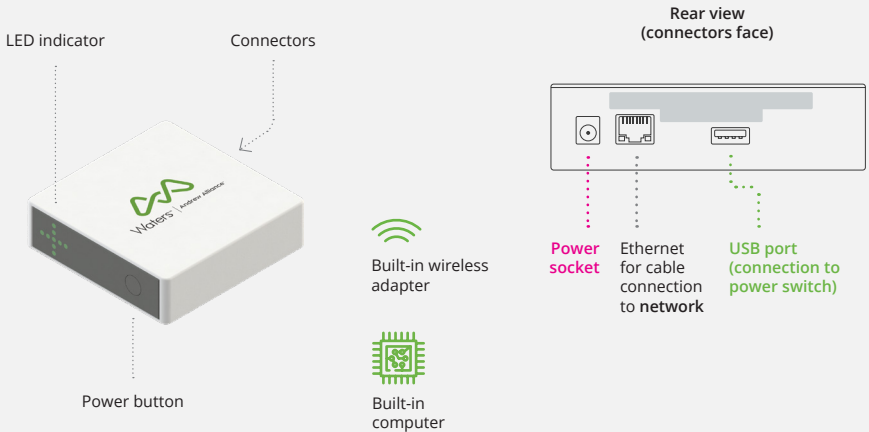 Rear view
(connectors face)
LED indicator
Connectors
Waters™ | Andrew Alliance®
Built-in wireless
adapter
Power
socket
Ethernet
for cable
connection
to network
USB port
(connection to
power switch)
Power button
Built-in
computer